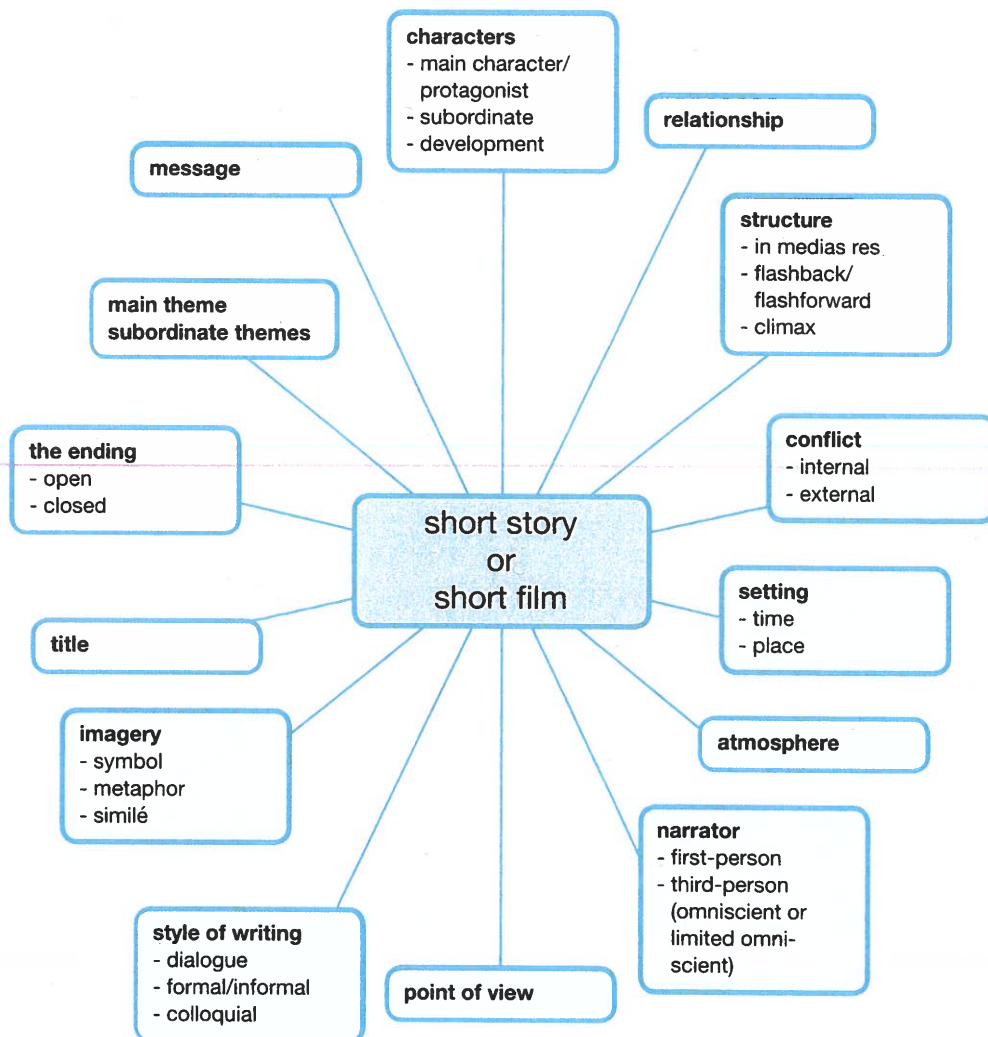 characters
- main character/
protagonist
- subordinate
- development
relationship
message
structure
- in medias res
- flashback/
flashforward
- climax
main theme
subordinate themes
conflict
- internal
- external
the ending
- open
- closed
short story
or
short film
setting
- time
- place
title
atmosphere
imagery
- symbol
- metaphor
- similé
narrator
- first-person
- third-person
(omniscient or
limited omni-
scient)
style of writing
- dialogue
- formal/informal
- colloquial
point of view